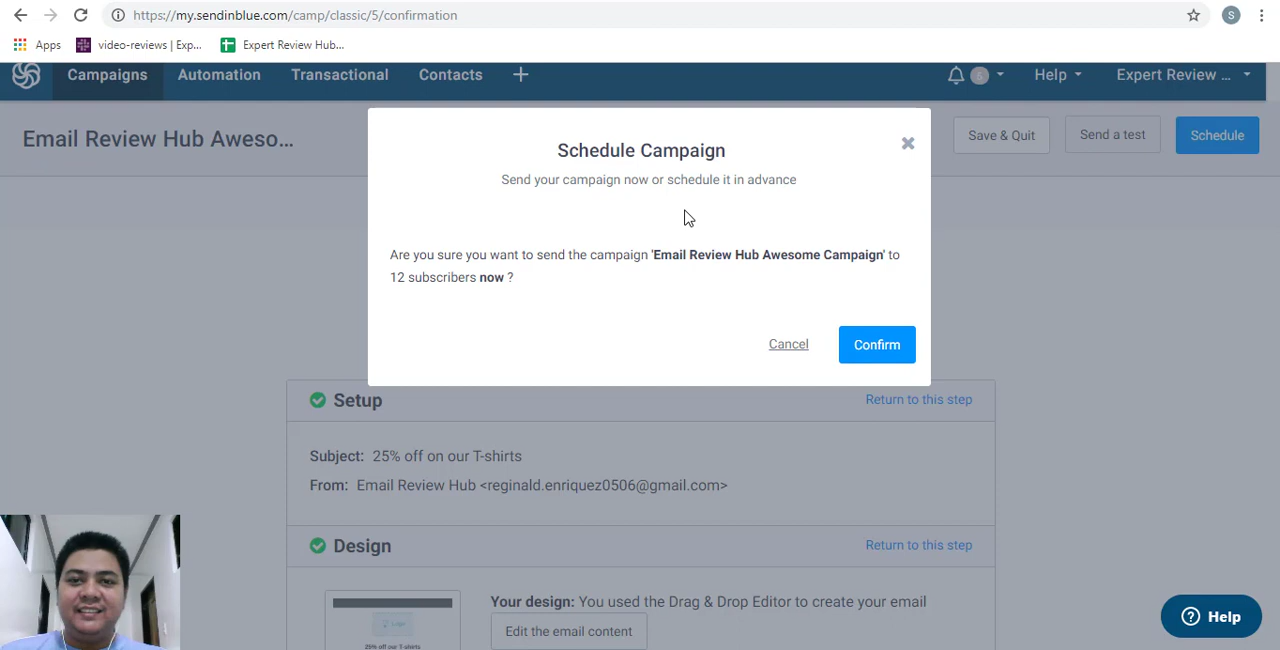 https://my.sendinblue.com/camp/classic/5/confirmation
S
Apps video-reviews | Exp... Expert Review Hub...
Campaigns Automation Transactional Contacts 6 Help Expert Review ...
Email Review Hub Aweso... Save & Quit Send a test Schedule
Schedule Campaign
Send your campaign now or schedule it in advance
Are you sure you want to send the campaign 'Email Review Hub Awesome Campaign' to
12 subscribers now ?
Cancel Confirm
Setup Return to this step
Subject: 25% off on our T-shirts
From: Email Review Hub <reginald.enriquez0506@gmail.com>
Design Return to this step
Your design: You used the Drag & Drop Editor to create your email
Edit the email content
25% off our T-shirts
Help